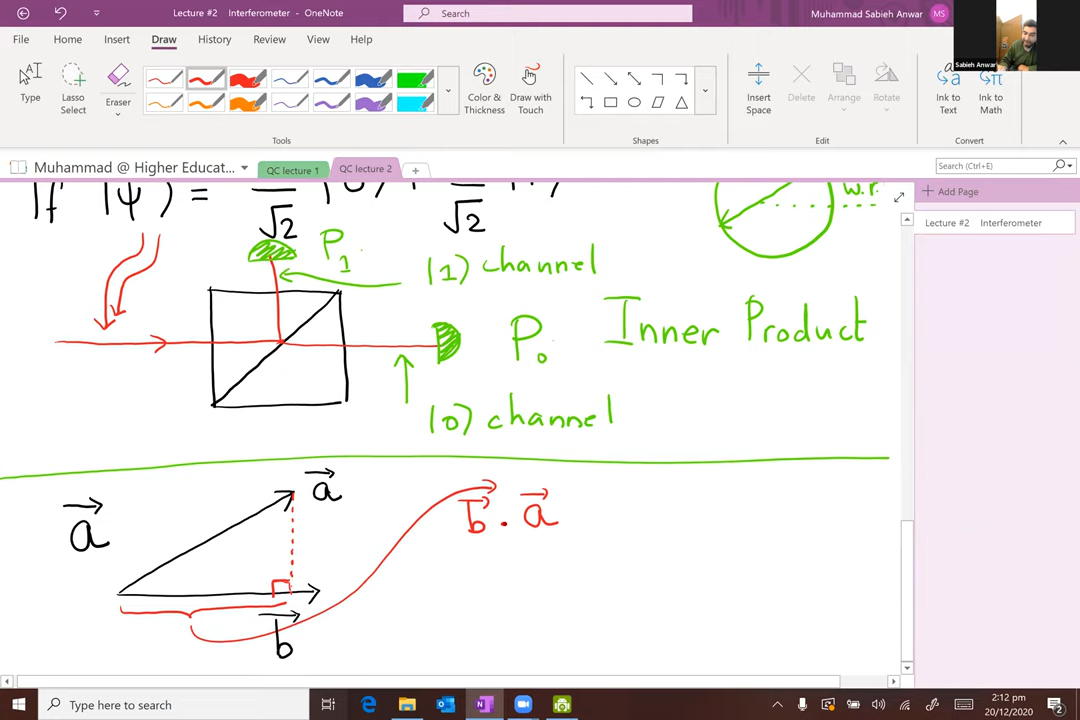 Lecture #2 Interferometer - OneNote
Search
Muhammad Sabieh Anwar
MS
File Home Insert Draw History Review View Help
Sabieh Anwar
Type
Lasso Select
Eraser
Color & Thickness
Draw with Touch
Insert Space
Delete
Arrange
Rotate
Ink to Text
Ink to Math
Tools
Shapes
Edit
Convert
Muhammad @ Higher Educat...
QC lecture 1
QC lecture 2
Search (Ctrl+E)
Add Page
Lecture #2 Interferometer
If |ψ⟩ =
√2
√2
w.r.
P₁
|1⟩ channel
P₀
Inner Product
|0⟩ channel
a⃗
a⃗
b⃗ . a⃗
b⃗
Type here to search
2:12 pm
20/12/2020
2